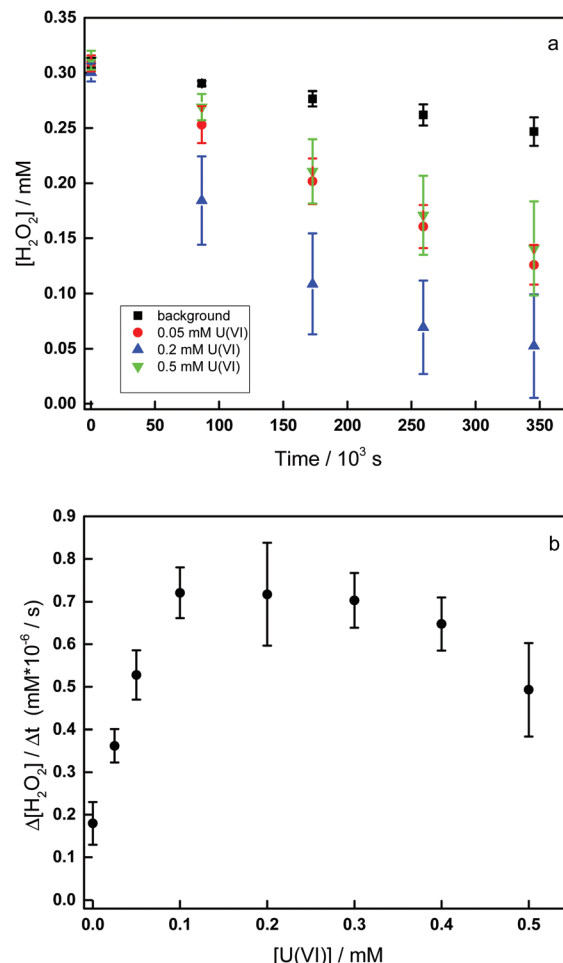 a
0.35
0.30
0.25
0.20
0.15
0.10
0.05
0.00
[H₂O₂] / mM
background
0.05 mM U(VI)
0.2 mM U(VI)
0.5 mM U(VI)
0 50 100 150 200 250 300 350
Time / 10³ s
b
0.9
0.8
0.7
0.6
0.5
0.4
0.3
0.2
0.1
0.0
Δ[H₂O₂] / Δt (mM*10⁻⁶ / s)
0.0 0.1 0.2 0.3 0.4 0.5
[U(VI)] / mM